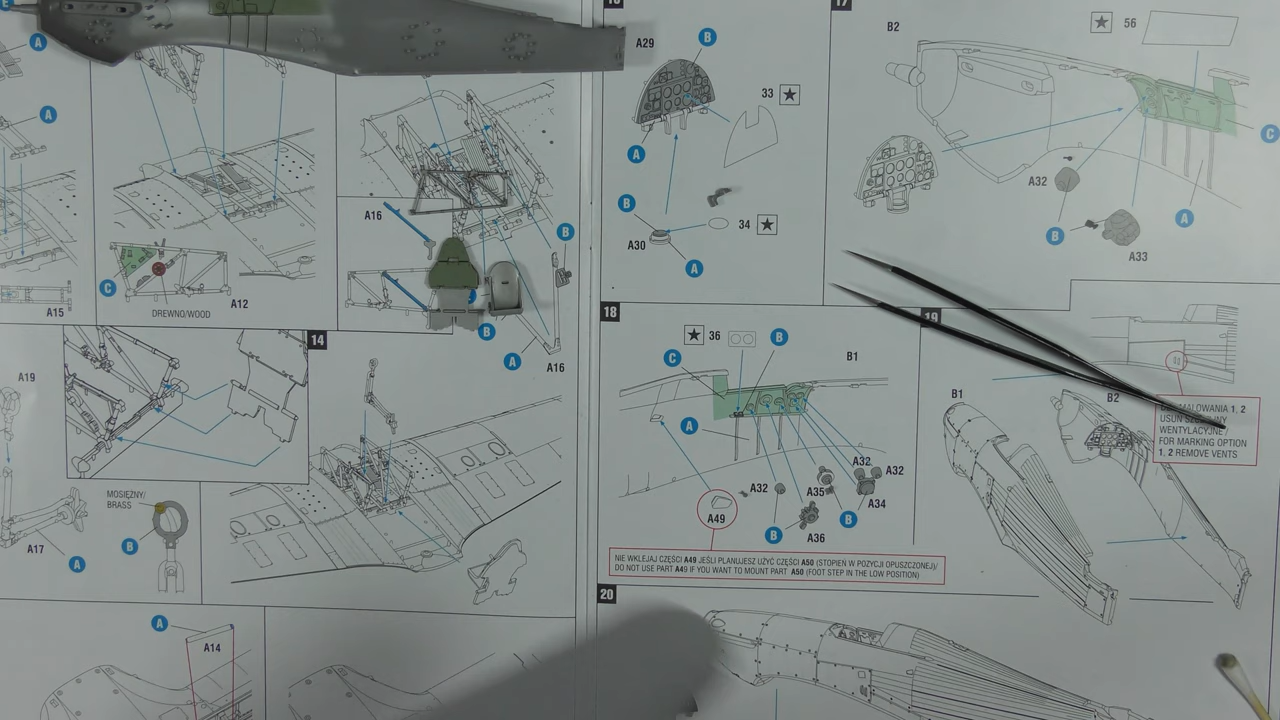 A
A
A15
C
A12
DREWNO/WOOD
A16
B
B
A
A16
A29
B
33
A
B
34
A30
A
17
B2
56
C
A32
B
A33
A
14
A19
MOSIĘŻNY/
BRASS
B
A17
A
18
36
B
C
B1
A
A32
A35
A32
A32
A34
B
A49
B
A36
NIE WKLEJAJ CZĘŚCI A49 JEŚLI PLANUJESZ UŻYĆ CZĘŚCI A50 (STOPIEŃ W POZYCJI OPUSZCZONEJ)/
DO NOT USE PART A49 IF YOU WANT TO MOUNT PART A50 (FOOT STEP IN THE LOW POSITION)
19
B1
B2
MALOWANIA 1, 2
WENTYLACYJNE
FOR MARKING OPTION
1, 2 REMOVE VENTS
20
A
A14